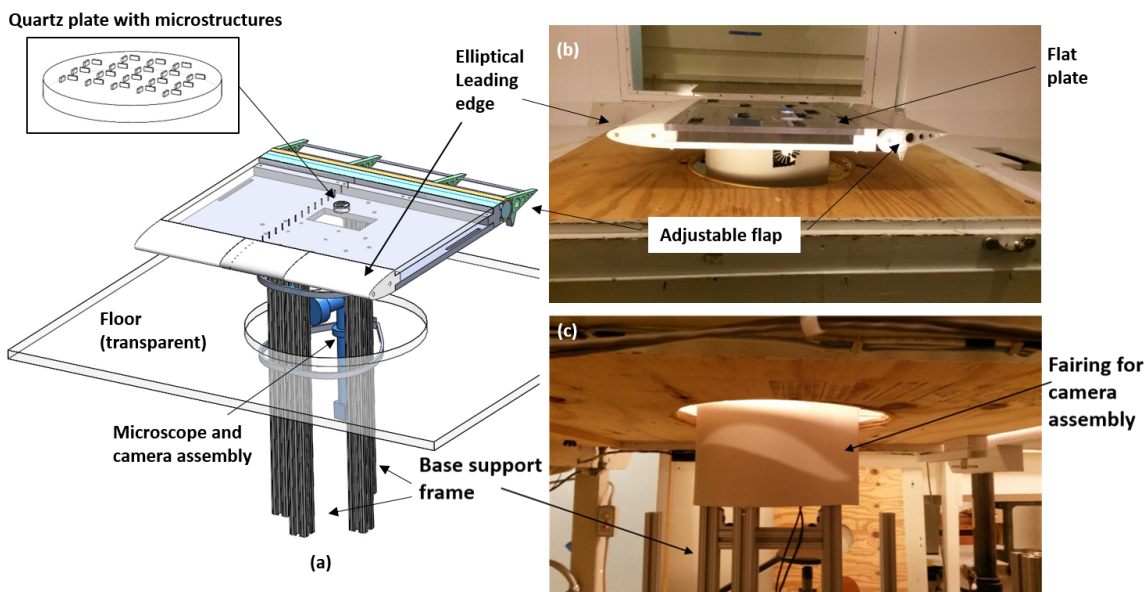 Quartz plate with microstructures
Elliptical
Leading
edge
(b)
Flat
plate
Adjustable flap
Floor
(transparent)
(c)
Fairing for
camera
assembly
Microscope and
camera assembly
Base support
frame
(a)